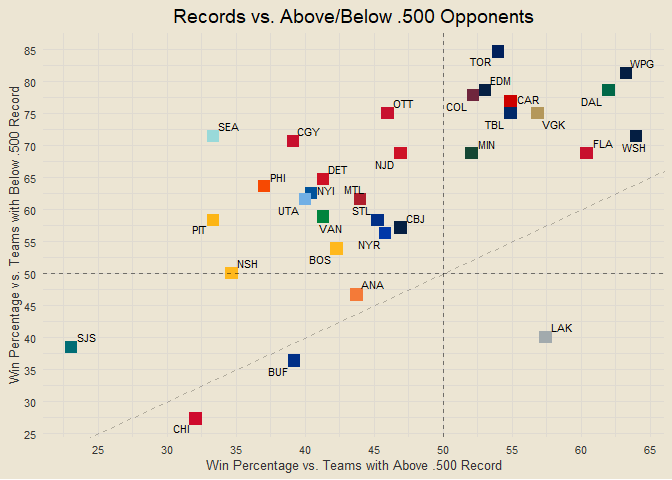 Records vs. Above/Below .500 Opponents
Win Percentage vs. Teams with Below .500 Record
85
80
75
70
65
60
55
50
45
40
35
30
25
TOR
WPG
EDM
COL
CAR
DAL
OTT
TBL
VGK
SEA
CGY
WSH
NJD
MIN
FLA
DET
PHI
NYI
MTL
UTA
STL
PIT
VAN
CBJ
NYR
BOS
NSH
ANA
LAK
SJS
BUF
CHI
25
30
35
40
45
50
55
60
65
Win Percentage vs. Teams with Above .500 Record